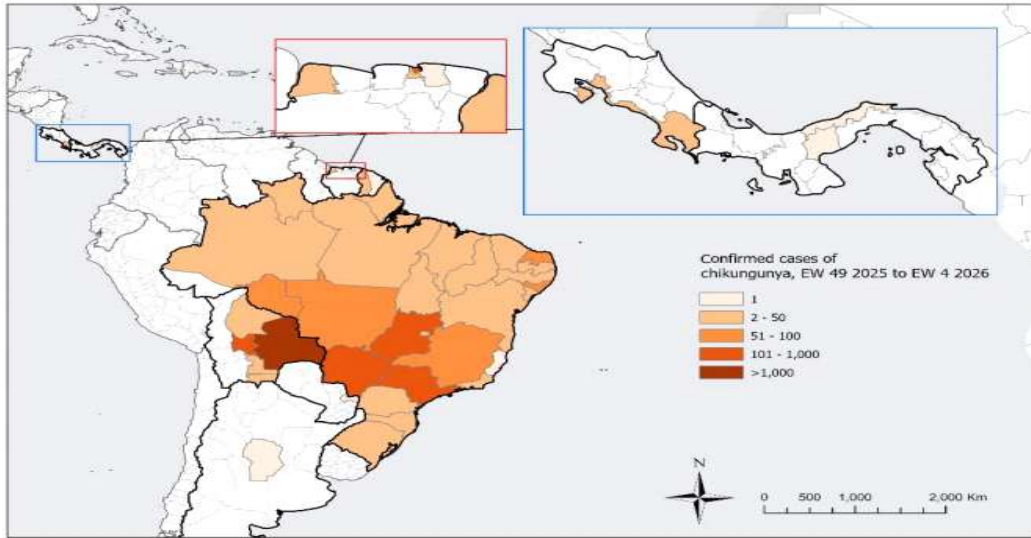 Confirmed cases of
chikungunya, EW 49 2025 to EW 4 2026
1
2 - 50
51 - 100
101 - 1,000
>1,000
N
0 500 1,000 2,000 Km